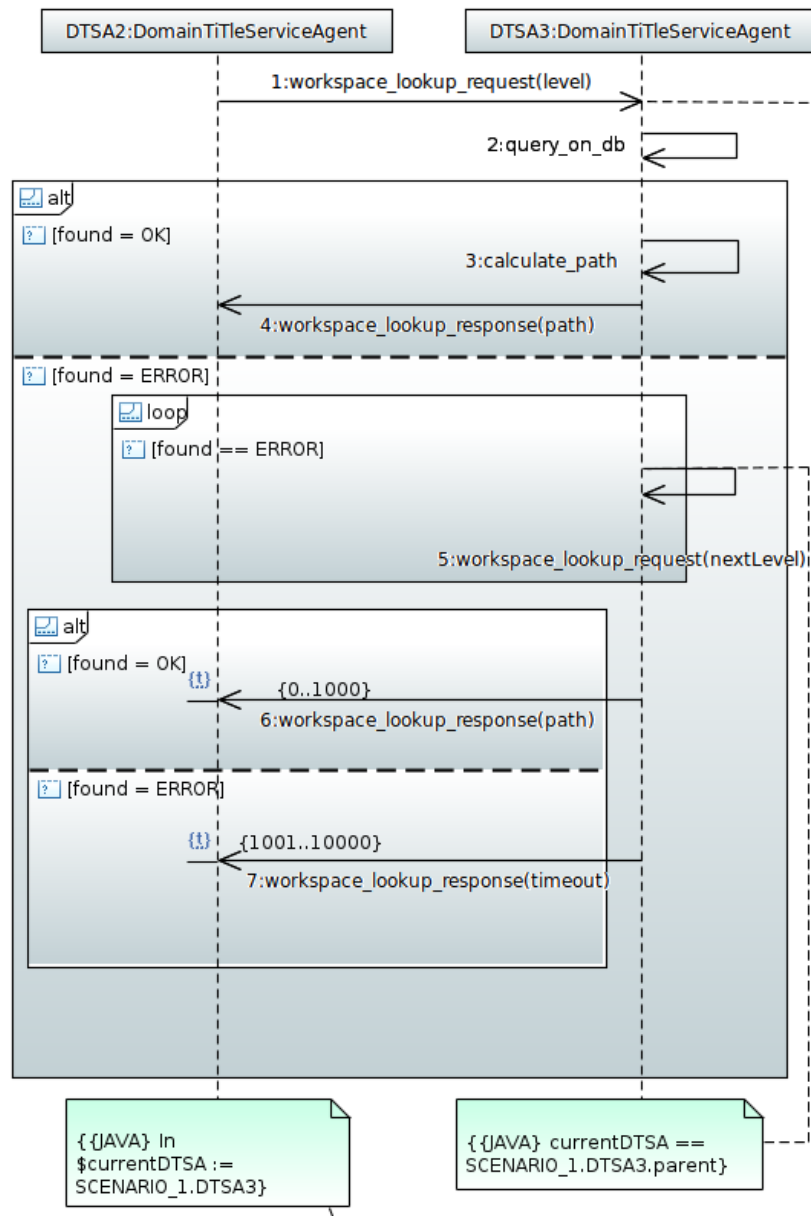 DTSA2:DomainTiTleServiceAgent
DTSA3:DomainTiTleServiceAgent
1:workspace_lookup_request(level)
2:query_on_db
alt
[found = OK]
3:calculate_path
4:workspace_lookup_response(path)
[found = ERROR]
loop
[found == ERROR]
5:workspace_lookup_request(nextLevel)
alt
[found = OK]
{t}
{0..1000}
6:workspace_lookup_response(path)
[found = ERROR]
{t}
{1001..10000}
7:workspace_lookup_response(timeout)
{{JAVA} In
$currentDTSA :=
SCENARIO_1.DTSA3}
{{JAVA} currentDTSA ==
SCENARIO_1.DTSA3.parent}